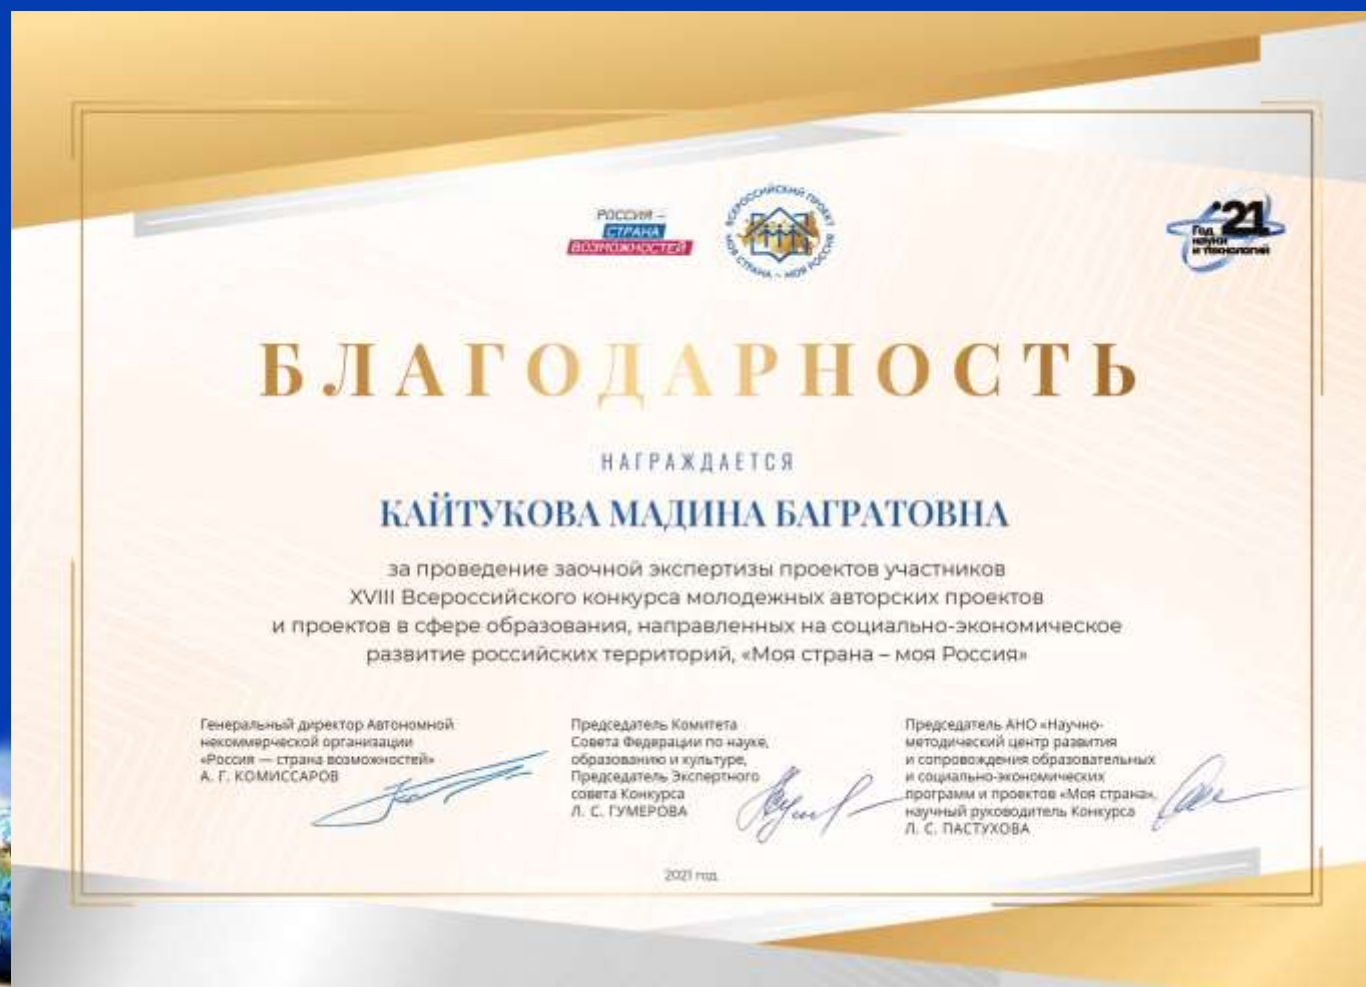 РОССИЯ –
СТРАНА
ВОЗМОЖНОСТЕЙ
ВСЕРОССИЙСКИЙ ПРОЕКТ
МОЯ СТРАНА – МОЯ РОССИЯ
'21
Год
науки
и технологий
БЛАГОДАРНОСТЬ
НАГРАЖДАЕТСЯ
КАЙТУКОВА МАДИНА БАГРАТОВНА
за проведение заочной экспертизы проектов участников
XVIII Всероссийского конкурса молодежных авторских проектов
и проектов в сфере образования, направленных на социально-экономическое
развитие российских территорий, «Моя страна – моя Россия»
Генеральный директор Автономной
некоммерческой организации
«Россия — страна возможностей»
А. Г. КОМИССАРОВ
Председатель Комитета
Совета Федерации по науке,
образованию и культуре,
Председатель Экспертного
совета Конкурса
Л. С. ГУМЕРОВА
Председатель АНО «Научно-
методический центр развития
и сопровождения образовательных
и социально-экономических
программ и проектов «Моя страна»,
научный руководитель Конкурса
Л. С. ПАСТУХОВА
2021 год